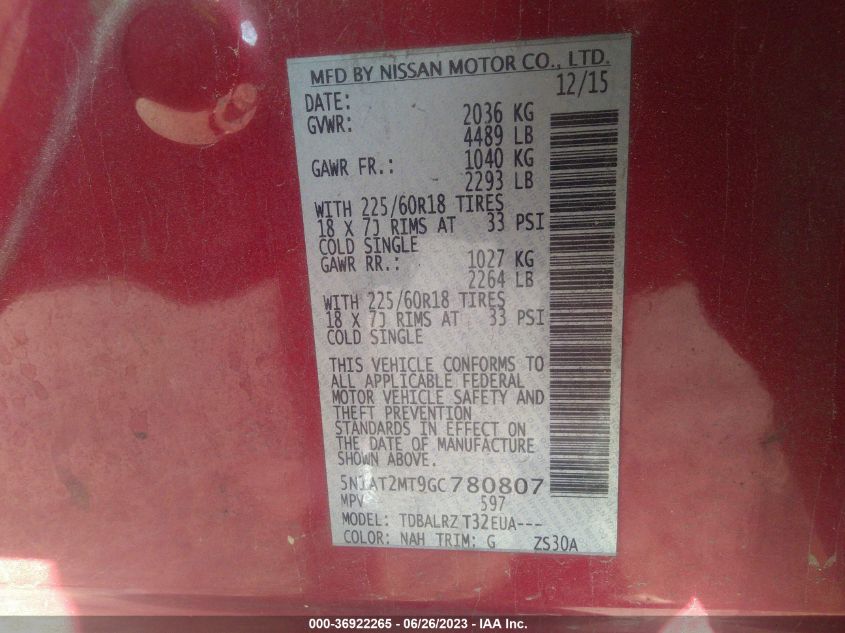 MFD BY NISSAN MOTOR CO., LTD.
DATE: 12/15
GVWR: 2036 KG
4489 LB
GAWR FR.: 1040 KG
2293 LB
WITH 225/60R18 TIRES
18 X 7J RIMS AT 33 PSI
COLD SINGLE
GAWR RR.: 1027 KG
2264 LB
WITH 225/60R18 TIRES
18 X 7J RIMS AT 33 PSI
COLD SINGLE
THIS VEHICLE CONFORMS TO
ALL APPLICABLE FEDERAL
MOTOR VEHICLE SAFETY AND
THEFT PREVENTION
STANDARDS IN EFFECT ON
THE DATE OF MANUFACTURE
SHOWN ABOVE.
5N1AT2MT9GC780807
MPV 597
MODEL: TDBALRZ T32EUA---
COLOR: NAH TRIM: G ZS30A
000-36922265 - 06/26/2023 - © IAA Inc.